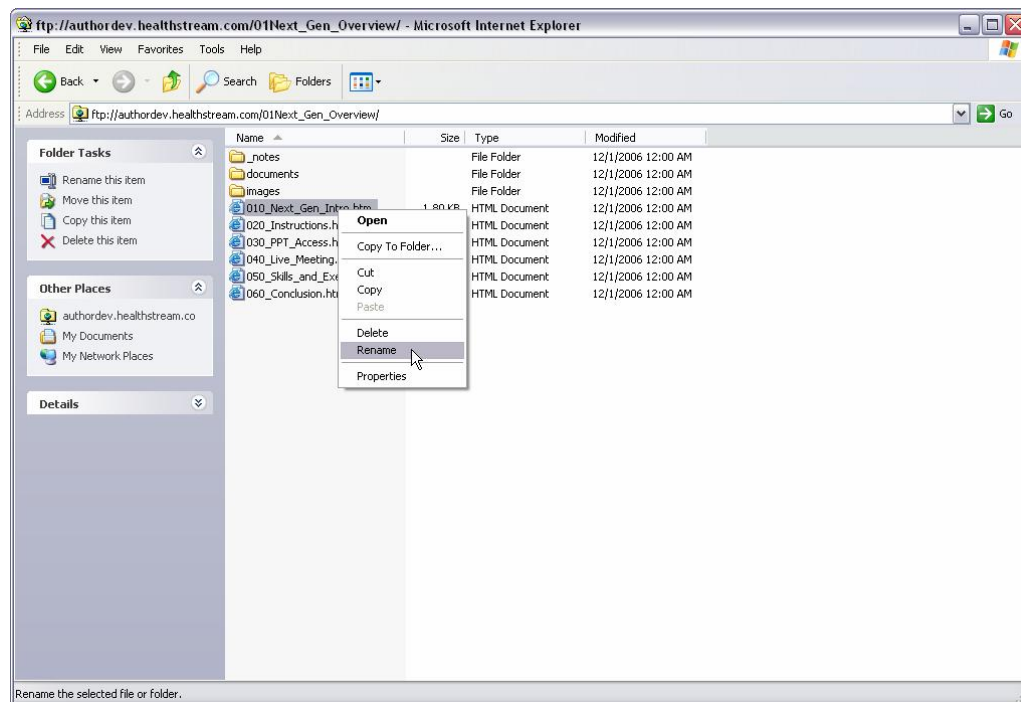 ftp://authordev.healthstream.com/01Next_Gen_Overview/ - Microsoft Internet Explorer
File Edit View Favorites Tools Help
Back Search Folders
Address ftp://authordev.healthstream.com/01Next_Gen_Overview/ Go
Name Size Type Modified
Folder Tasks
Rename this item
Move this item
Copy this item
Delete this item
Other Places
authordev.healthstream.co
My Documents
My Network Places
Details
_notes File Folder 12/1/2006 12:00 AM
documents File Folder 12/1/2006 12:00 AM
images File Folder 12/1/2006 12:00 AM
010_Next_Gen_Intro.htm 1.80 KB HTML Document 12/1/2006 12:00 AM
020_Instructions.h HTML Document 12/1/2006 12:00 AM
030_PPT_Access.h HTML Document 12/1/2006 12:00 AM
040_Live_Meeting. HTML Document 12/1/2006 12:00 AM
050_Skills_and_Exe HTML Document 12/1/2006 12:00 AM
060_Conclusion.ht HTML Document 12/1/2006 12:00 AM
Open
Copy To Folder...
Cut
Copy
Paste
Delete
Rename
Properties
Rename the selected file or folder.